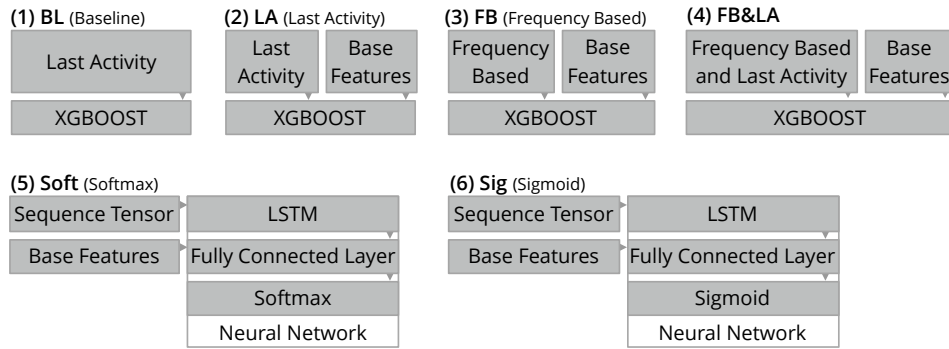 (1) BL (Baseline)
Last Activity
XGBOOST
(2) LA (Last Activity)
Last
Activity
Base
Features
XGBOOST
(3) FB (Frequency Based)
Frequency
Based
Base
Features
XGBOOST
(4) FB&LA
Frequency Based
and Last Activity
Base
Features
XGBOOST
(5) Soft (Softmax)
Sequence Tensor
LSTM
Base Features
Fully Connected Layer
Softmax
Neural Network
(6) Sig (Sigmoid)
Sequence Tensor
LSTM
Base Features
Fully Connected Layer
Sigmoid
Neural Network